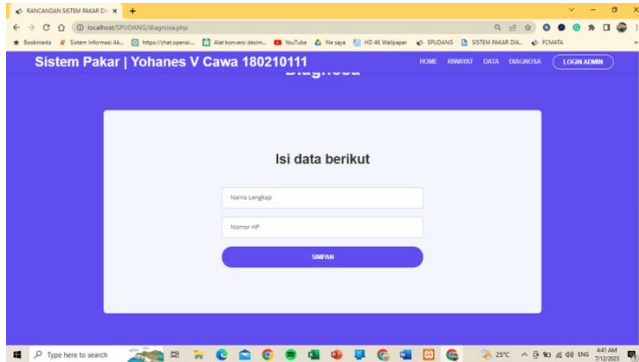 RANCANGAN SISTEM PAKAR DI
localhost/SPUDANG/diagnosa.php
Bookmarks Sistem Informasi Ak... https://chat.openai... Alat konversi desim... YouTube File saya HD 4K Wallpaper SPUDANG SISTEM PAKAR DIA... FCMATA
Sistem Pakar | Yohanes V Cawa 180210111 HOME RIWAYAT DATA DIAGNOSA LOGIN ADMIN
Diagnosa
Isi data berikut
Nama Lengkap
Nomor HP
SIMPAN
Type here to search 25°C ENG 4:41 AM
7/12/2023